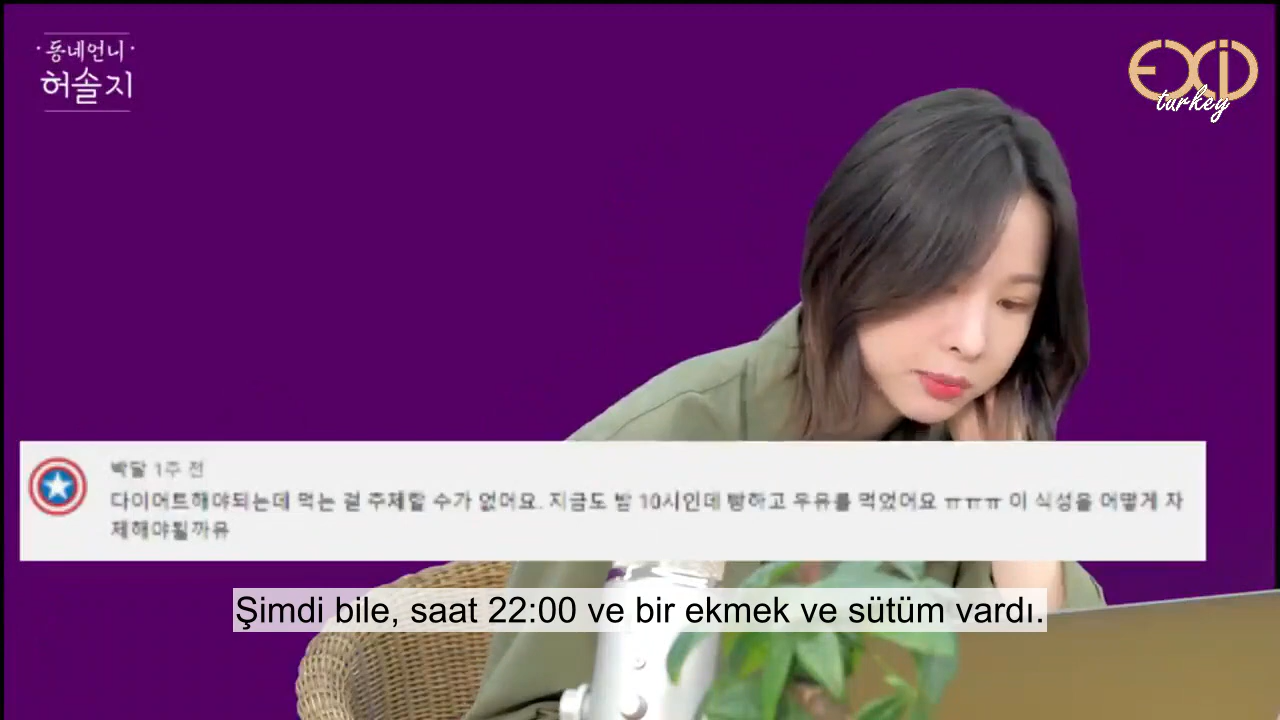 ·동네언니·
허솔지
EXID
turkey
박달 1주 전
다이어트해야되는데 먹는 걸 주체할 수가 없어요. 지금도 밤 10시인데 빵하고 우유를 먹었어요 ㅠㅠㅠ 이 식성을 어떻게 자
제해야될까유
Şimdi bile, saat 22:00 ve bir ekmek ve sütüm vardı.